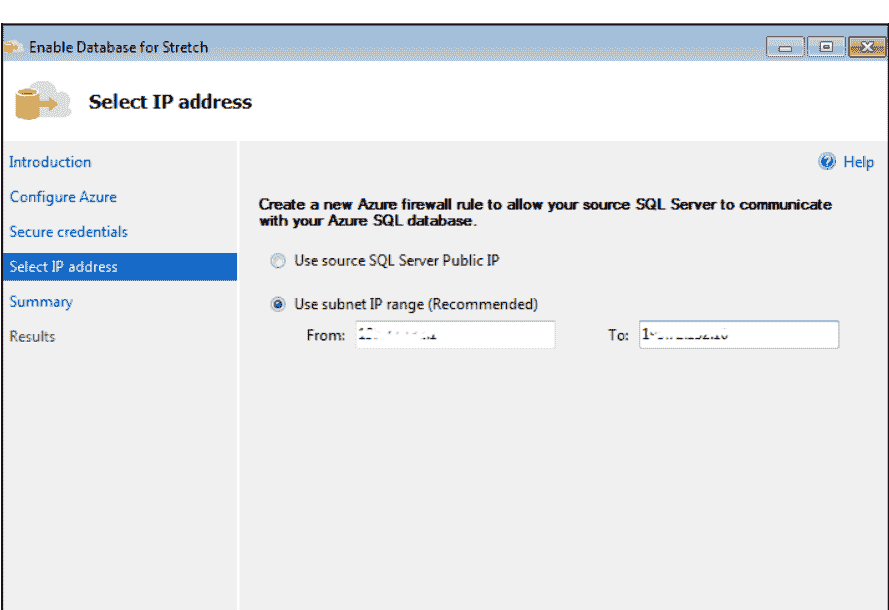 Enable Database for Stretch
Select IP address
Introduction
Help
Configure Azure
Create a new Azure firewall rule to allow your source SQL Server to communicate
with your Azure SQL database.
Secure credentials
Select IP address
Use source SQL Server Public IP
Summary
Use subnet IP range (Recommended)
Results
From:
To: